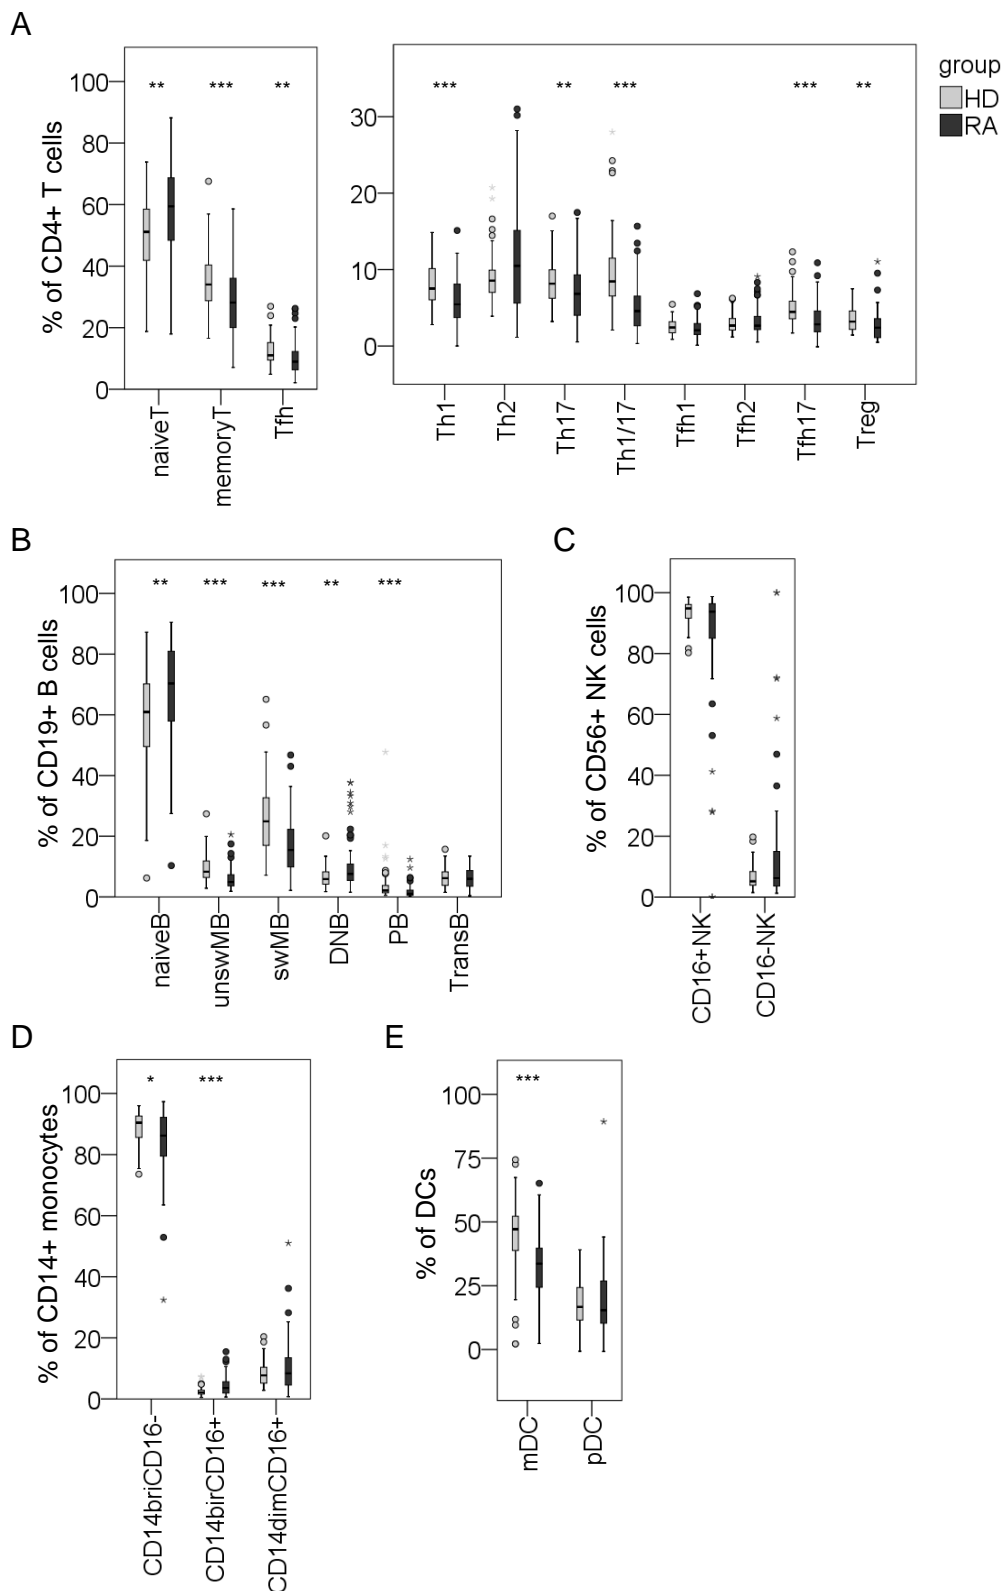 A
% of CD4+ T cells
100
80
60
40
20
0
** *** **
naiveT
memoryT
Tfh
30
20
10
0
*** ** *** *** **
Th1
Th2
Th17
Th1/17
Tfh1
Tfh2
Tfh17
Treg
group
HD
RA
B
% of CD19+ B cells
100
80
60
40
20
0
** *** *** ** ***
naiveB
unswMB
swMB
DNB
PB
TransB
C
% of CD56+ NK cells
100
80
60
40
20
0
CD16+NK
CD16-NK
D
% of CD14+ monocytes
100
80
60
40
20
0
* ***
CD14briCD16-
CD14birCD16+
CD14dimCD16+
E
% of DCs
100
75
50
25
0
***
mDC
pDC